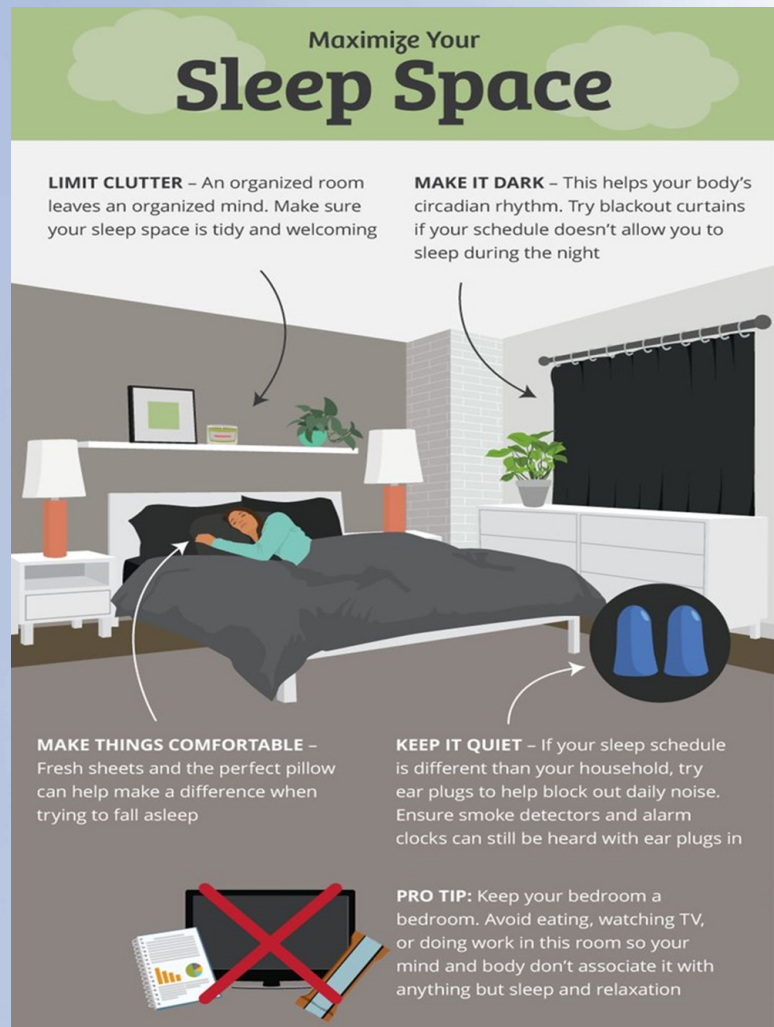 Maximize Your
Sleep Space
LIMIT CLUTTER – An organized room
leaves an organized mind. Make sure
your sleep space is tidy and welcoming
MAKE IT DARK – This helps your body’s
circadian rhythm. Try blackout curtains
if your schedule doesn’t allow you to
sleep during the night
MAKE THINGS COMFORTABLE –
Fresh sheets and the perfect pillow
can help make a difference when
trying to fall asleep
KEEP IT QUIET – If your sleep schedule
is different than your household, try
ear plugs to help block out daily noise.
Ensure smoke detectors and alarm
clocks can still be heard with ear plugs in
PRO TIP: Keep your bedroom a
bedroom. Avoid eating, watching TV,
or doing work in this room so your
mind and body don’t associate it with
anything but sleep and relaxation